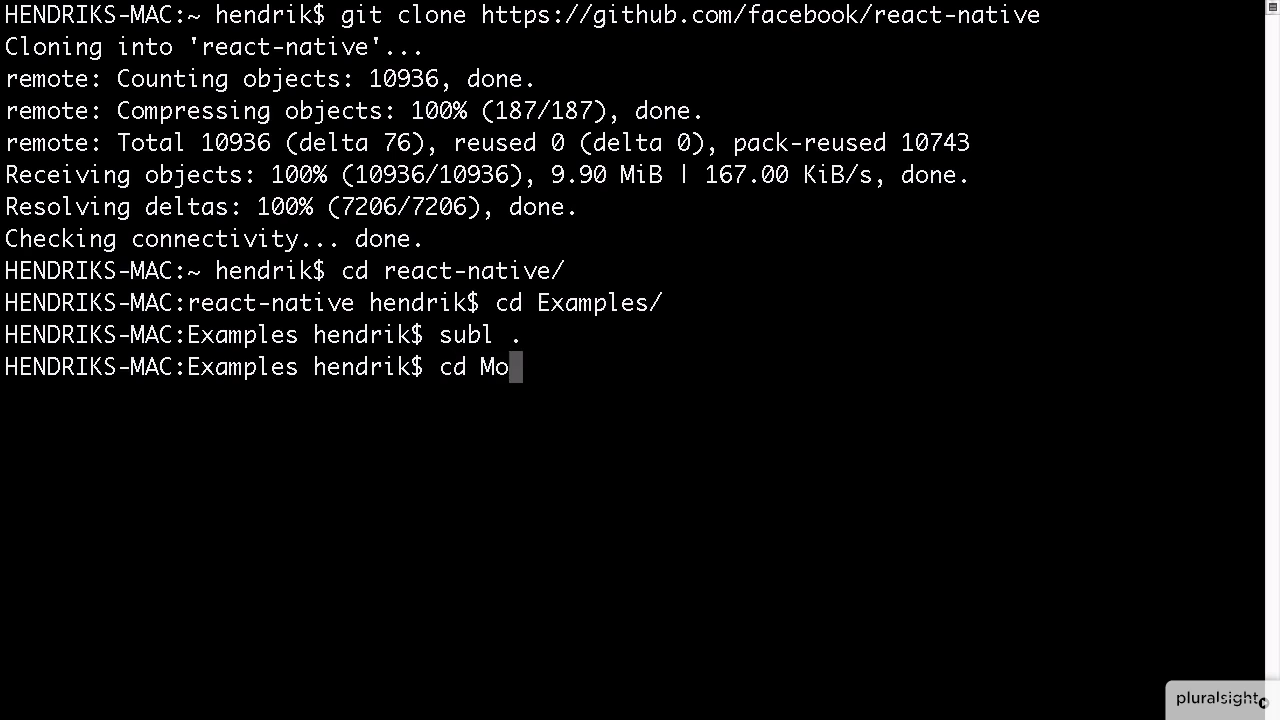 HENDRIKS-MAC:~ hendrik$ git clone https://github.com/facebook/react-native
Cloning into 'react-native'...
remote: Counting objects: 10936, done.
remote: Compressing objects: 100% (187/187), done.
remote: Total 10936 (delta 76), reused 0 (delta 0), pack-reused 10743
Receiving objects: 100% (10936/10936), 9.90 MiB | 167.00 KiB/s, done.
Resolving deltas: 100% (7206/7206), done.
Checking connectivity... done.
HENDRIKS-MAC:~ hendrik$ cd react-native/
HENDRIKS-MAC:react-native hendrik$ cd Examples/
HENDRIKS-MAC:Examples hendrik$ subl .
HENDRIKS-MAC:Examples hendrik$ cd Mo
pluralsight